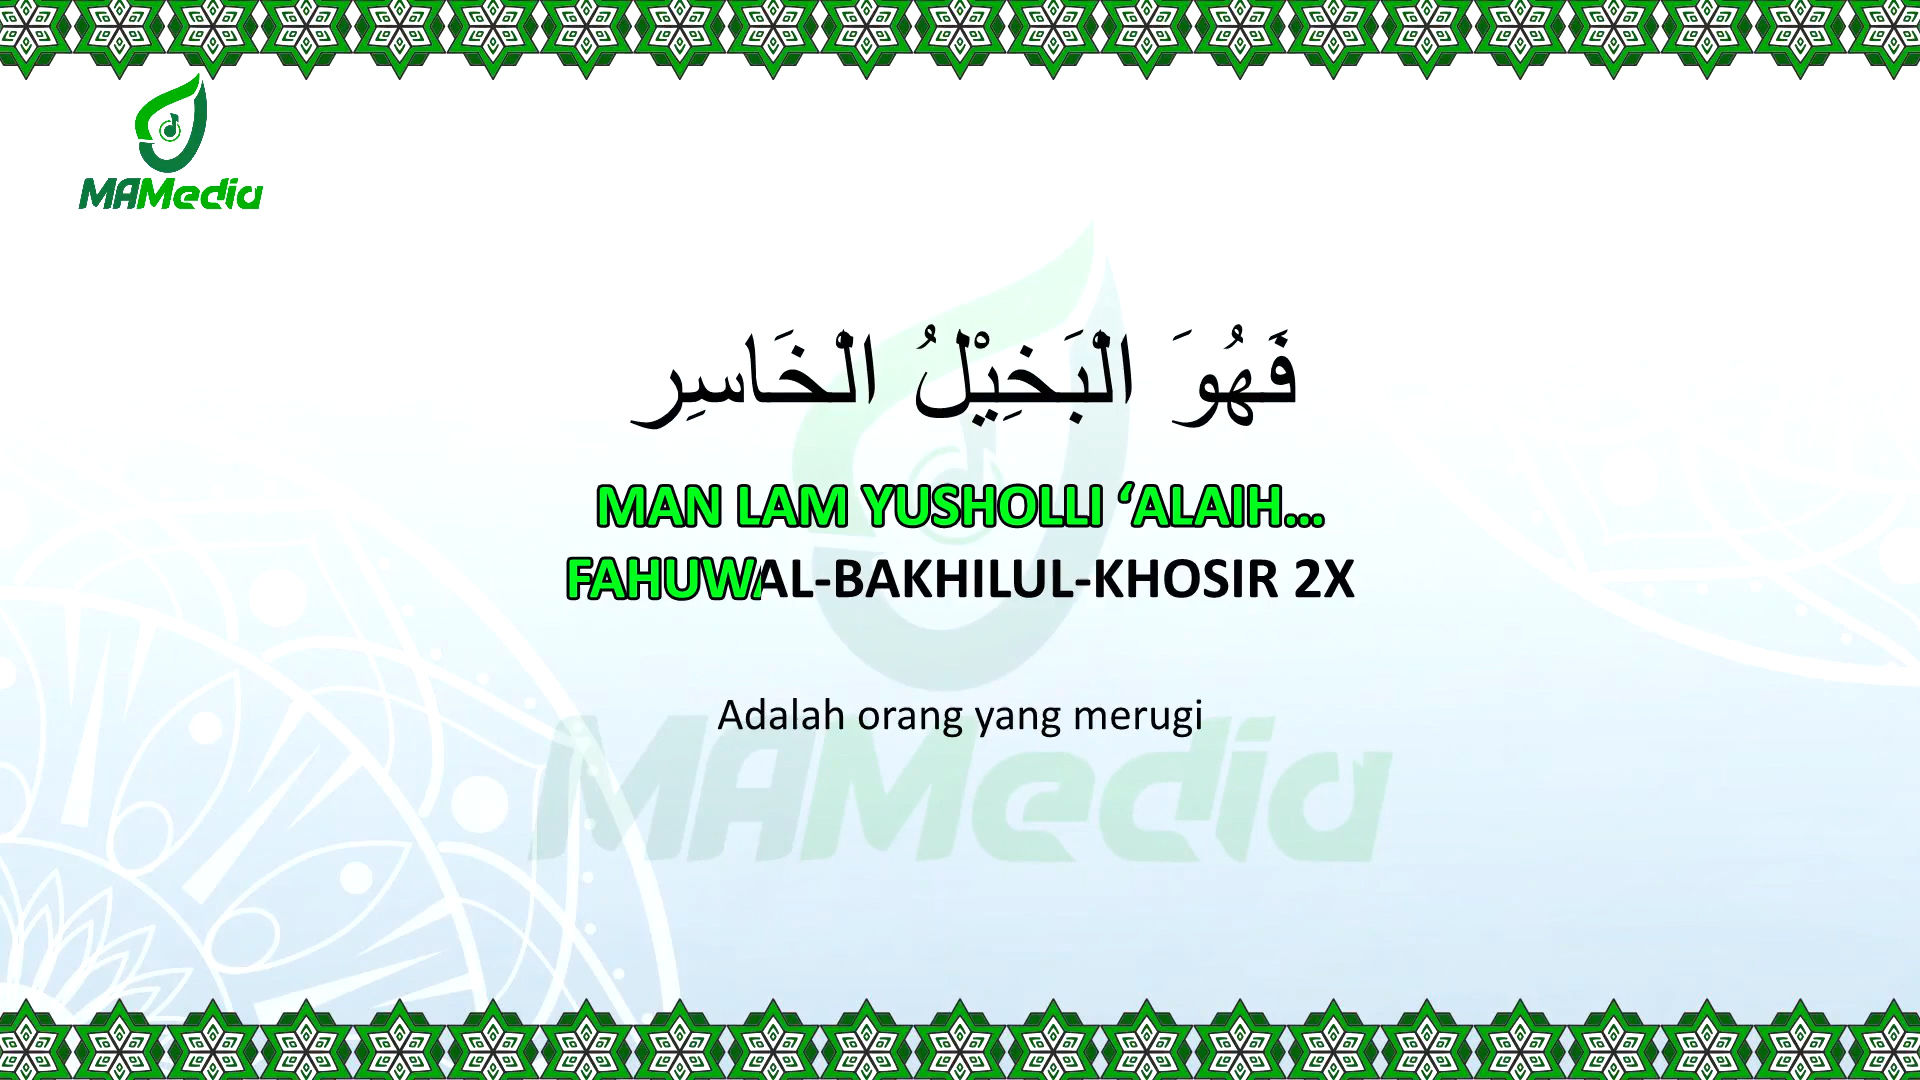 MAMedia
فَهُوَ الْبَخِيْلُ الْخَاسِر
MAN LAM YUSHOLLI ‘ALAIH...
FAHUWAL-BAKHILUL-KHOSIR 2X
Adalah orang yang merugi
MAMedia